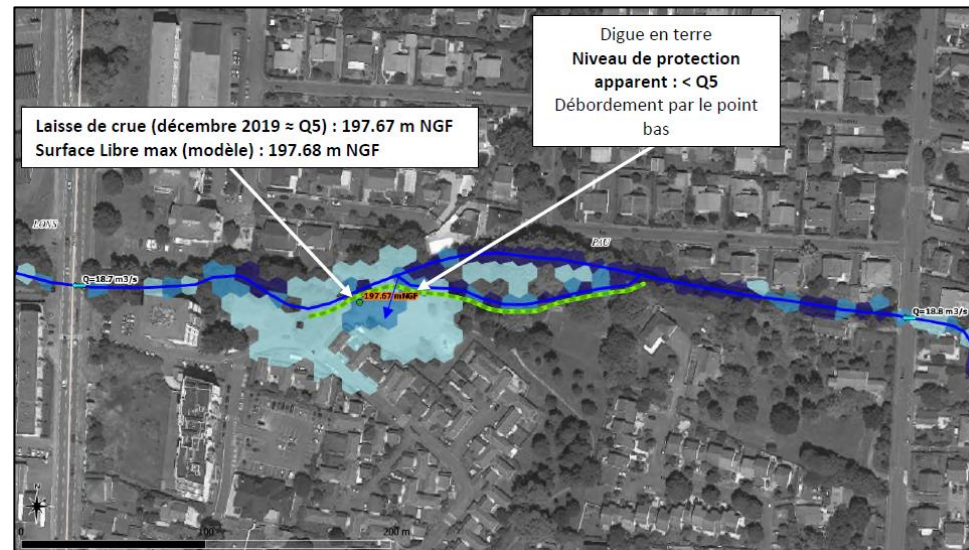 Digue en terre
Niveau de protection
apparent : < Q5
Débordement par le point
bas
Laisse de crue (décembre 2019 ≈ Q5) : 197.67 m NGF
Surface Libre max (modèle) : 197.68 m NGF
LONS
PAU
Q=18.7 m3/s
197.67 mNGF
Q=18.8 m3/s
N
0
100
200 m